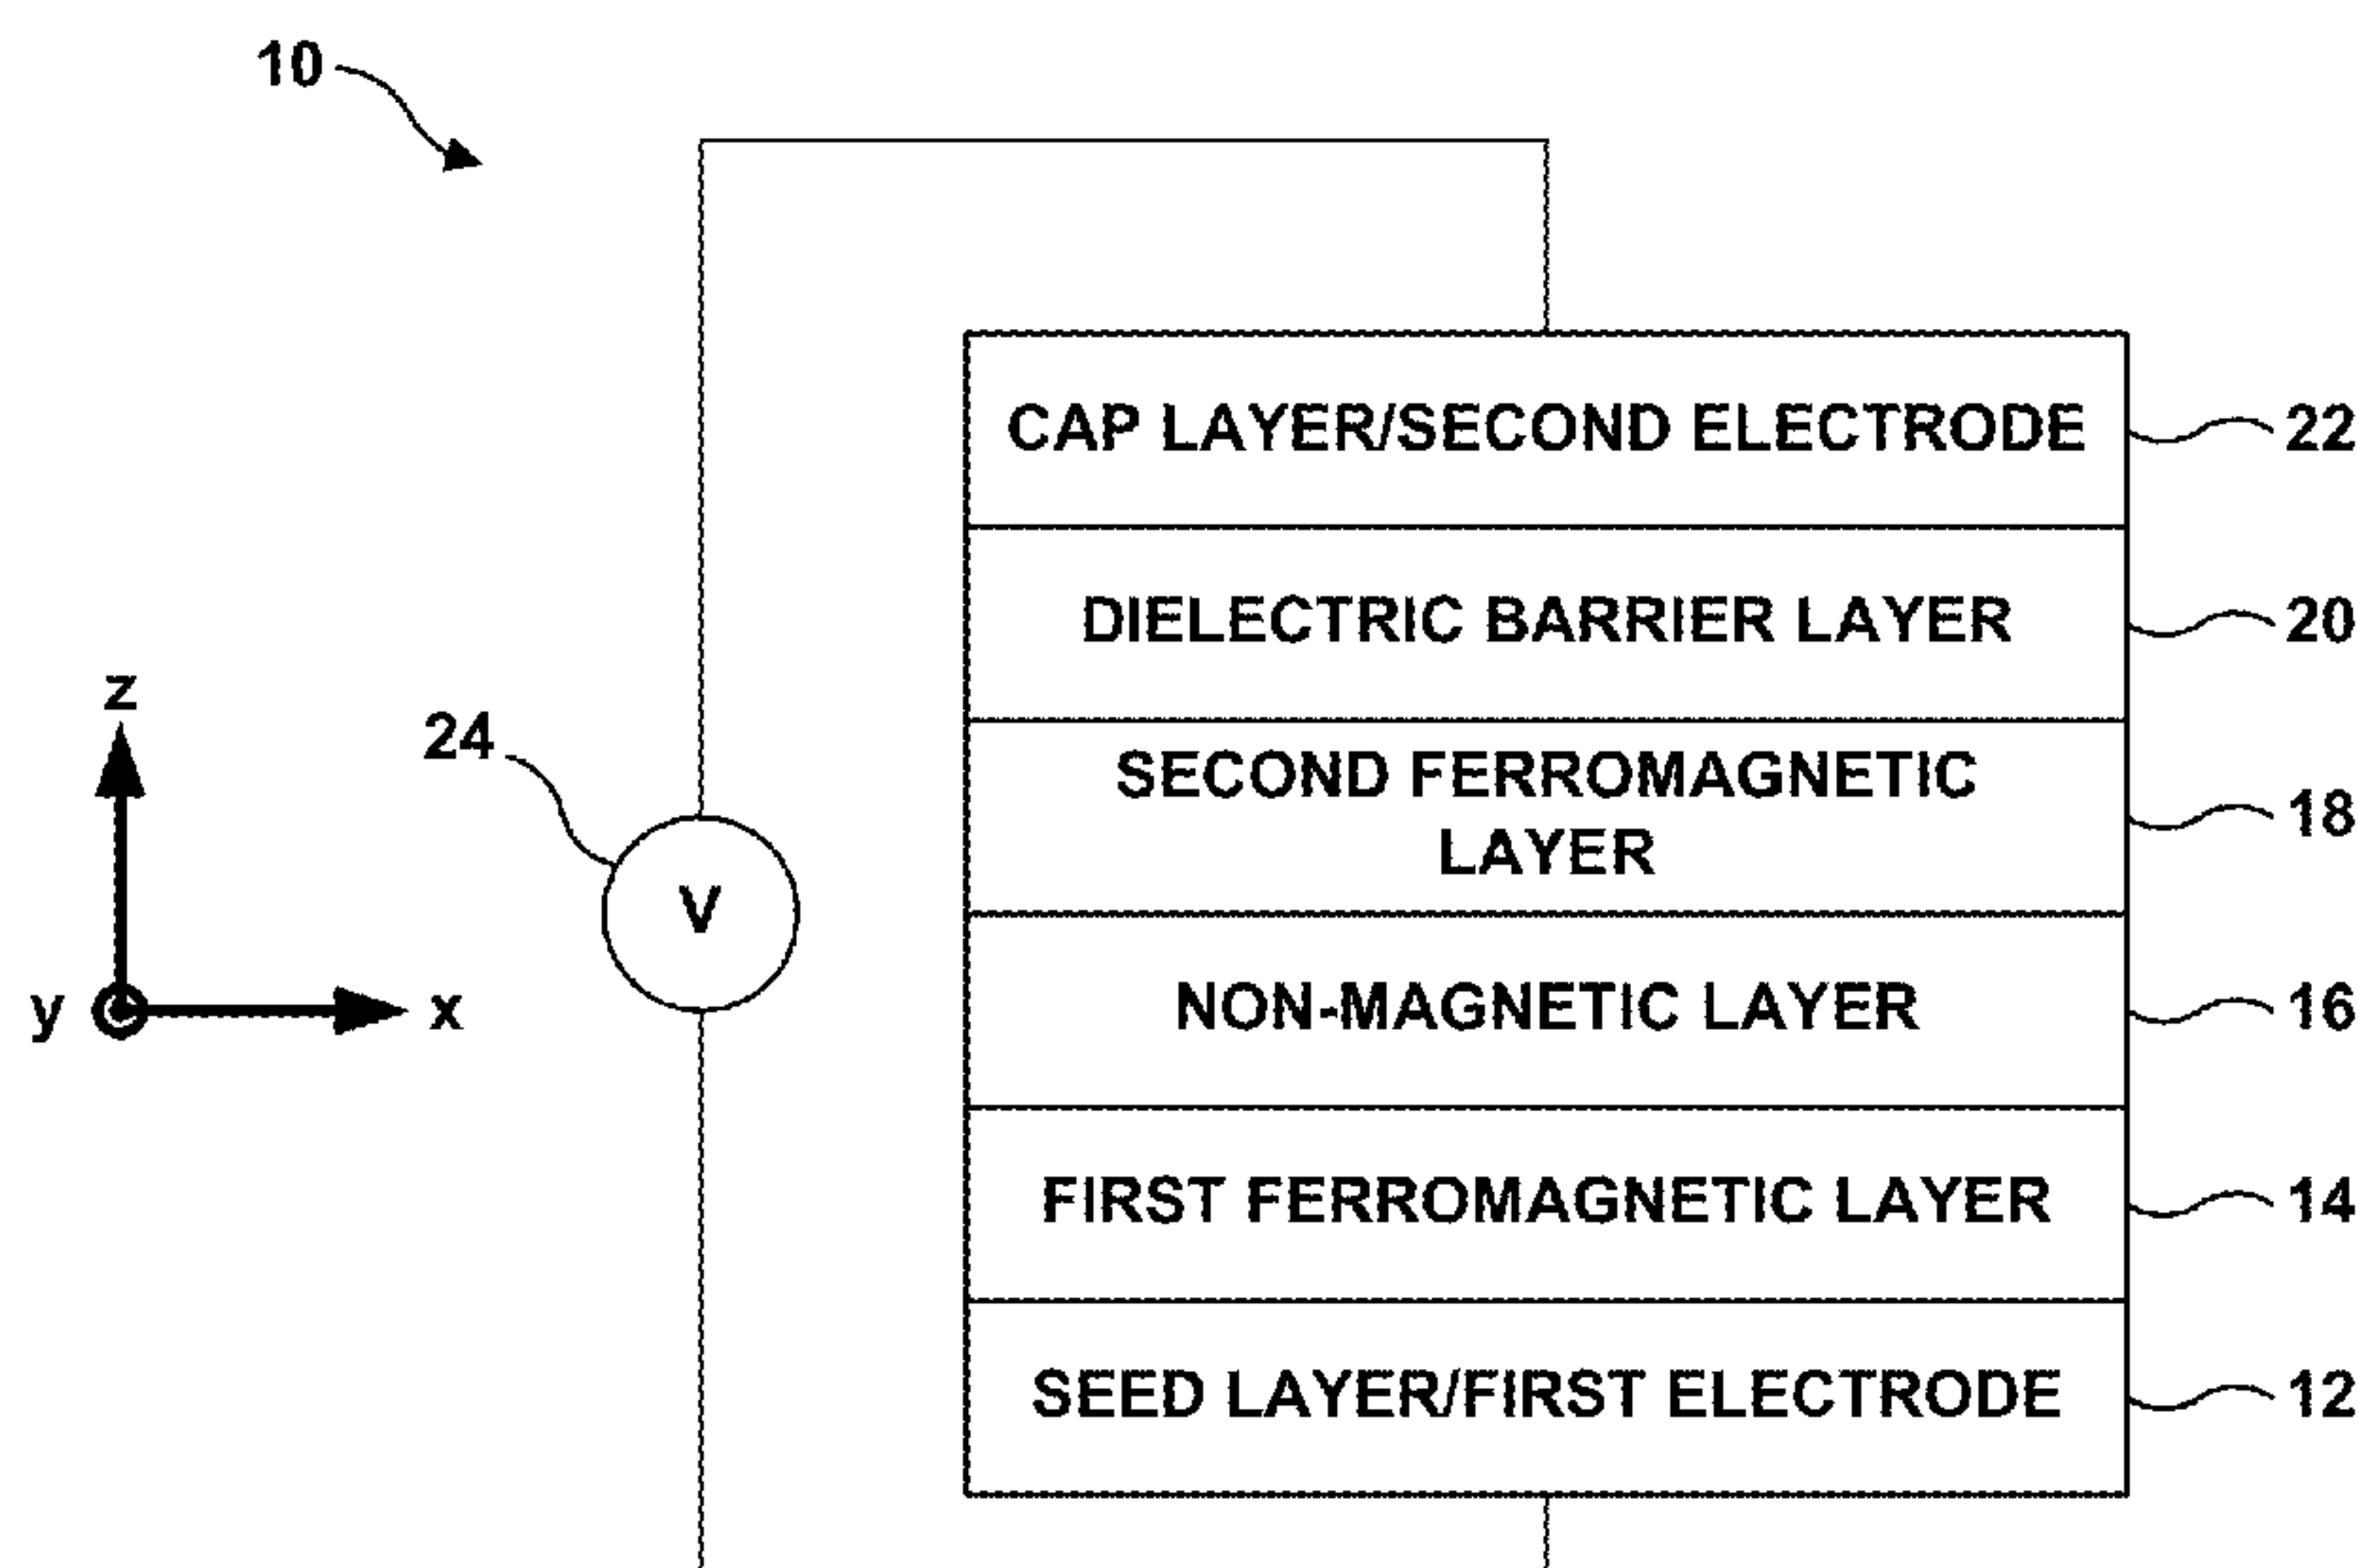 10
CAP LAYER/SECOND ELECTRODE
22
DIELECTRIC BARRIER LAYER
20
z
24
SECOND FERROMAGNETIC
LAYER
18
V
y
x
NON-MAGNETIC LAYER
16
FIRST FERROMAGNETIC LAYER
14
SEED LAYER/FIRST ELECTRODE
12